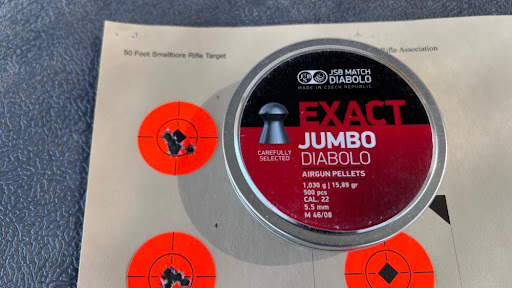 50 Foot Smallbore Rifle Target
Rifle Association
JSB MATCH
DIABOLO
MADE IN CZECH REPUBLIC
EXACT
JUMBO
DIABOLO
CAREFULLY
SELECTED
AIRGUN PELLETS
1,030 g | 15,89 gr
500 pcs
CAL. 22
5.5 mm
M 46/08
4